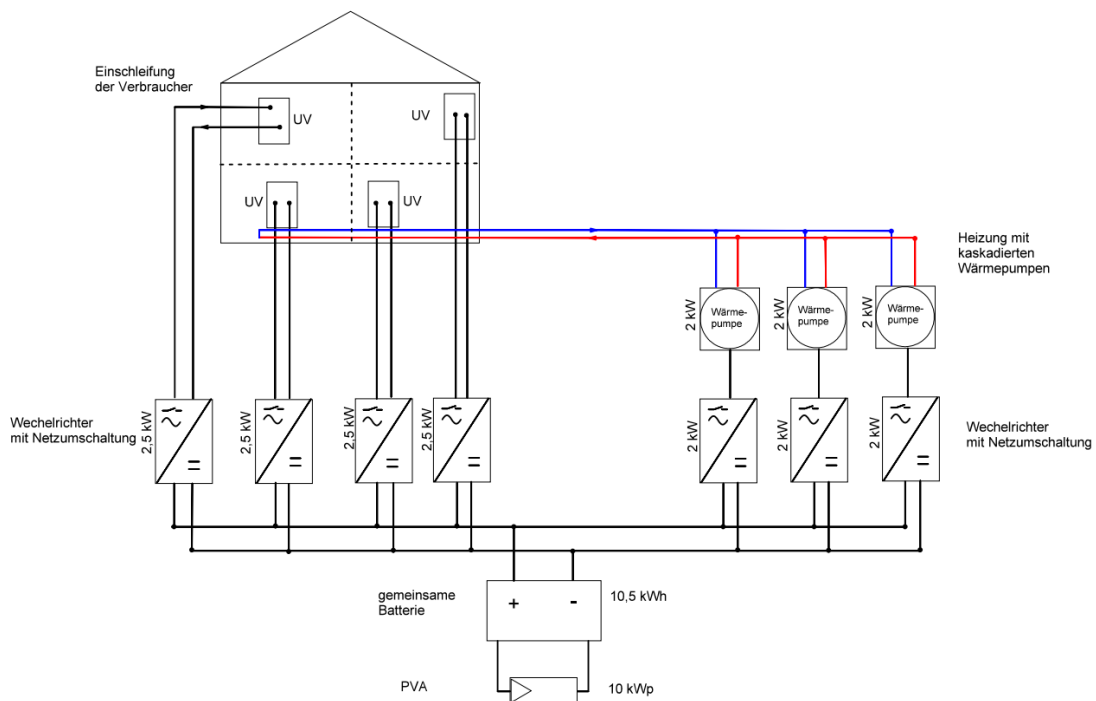 Einschleifung
der Verbraucher
UV
UV
UV
UV
Heizung mit
kaskadierten
Wärmepumpen
2 kW
Wärme-
pumpe
2 kW
Wärme-
pumpe
2 kW
Wärme-
pumpe
Wechelrichter
mit Netzumschaltung
2,5 kW
2,5 kW
2,5 kW
2,5 kW
2 kW
2 kW
2 kW
Wechelrichter
mit Netzumschaltung
gemeinsame
Batterie
+
-
10,5 kWh
PVA
10 kWp